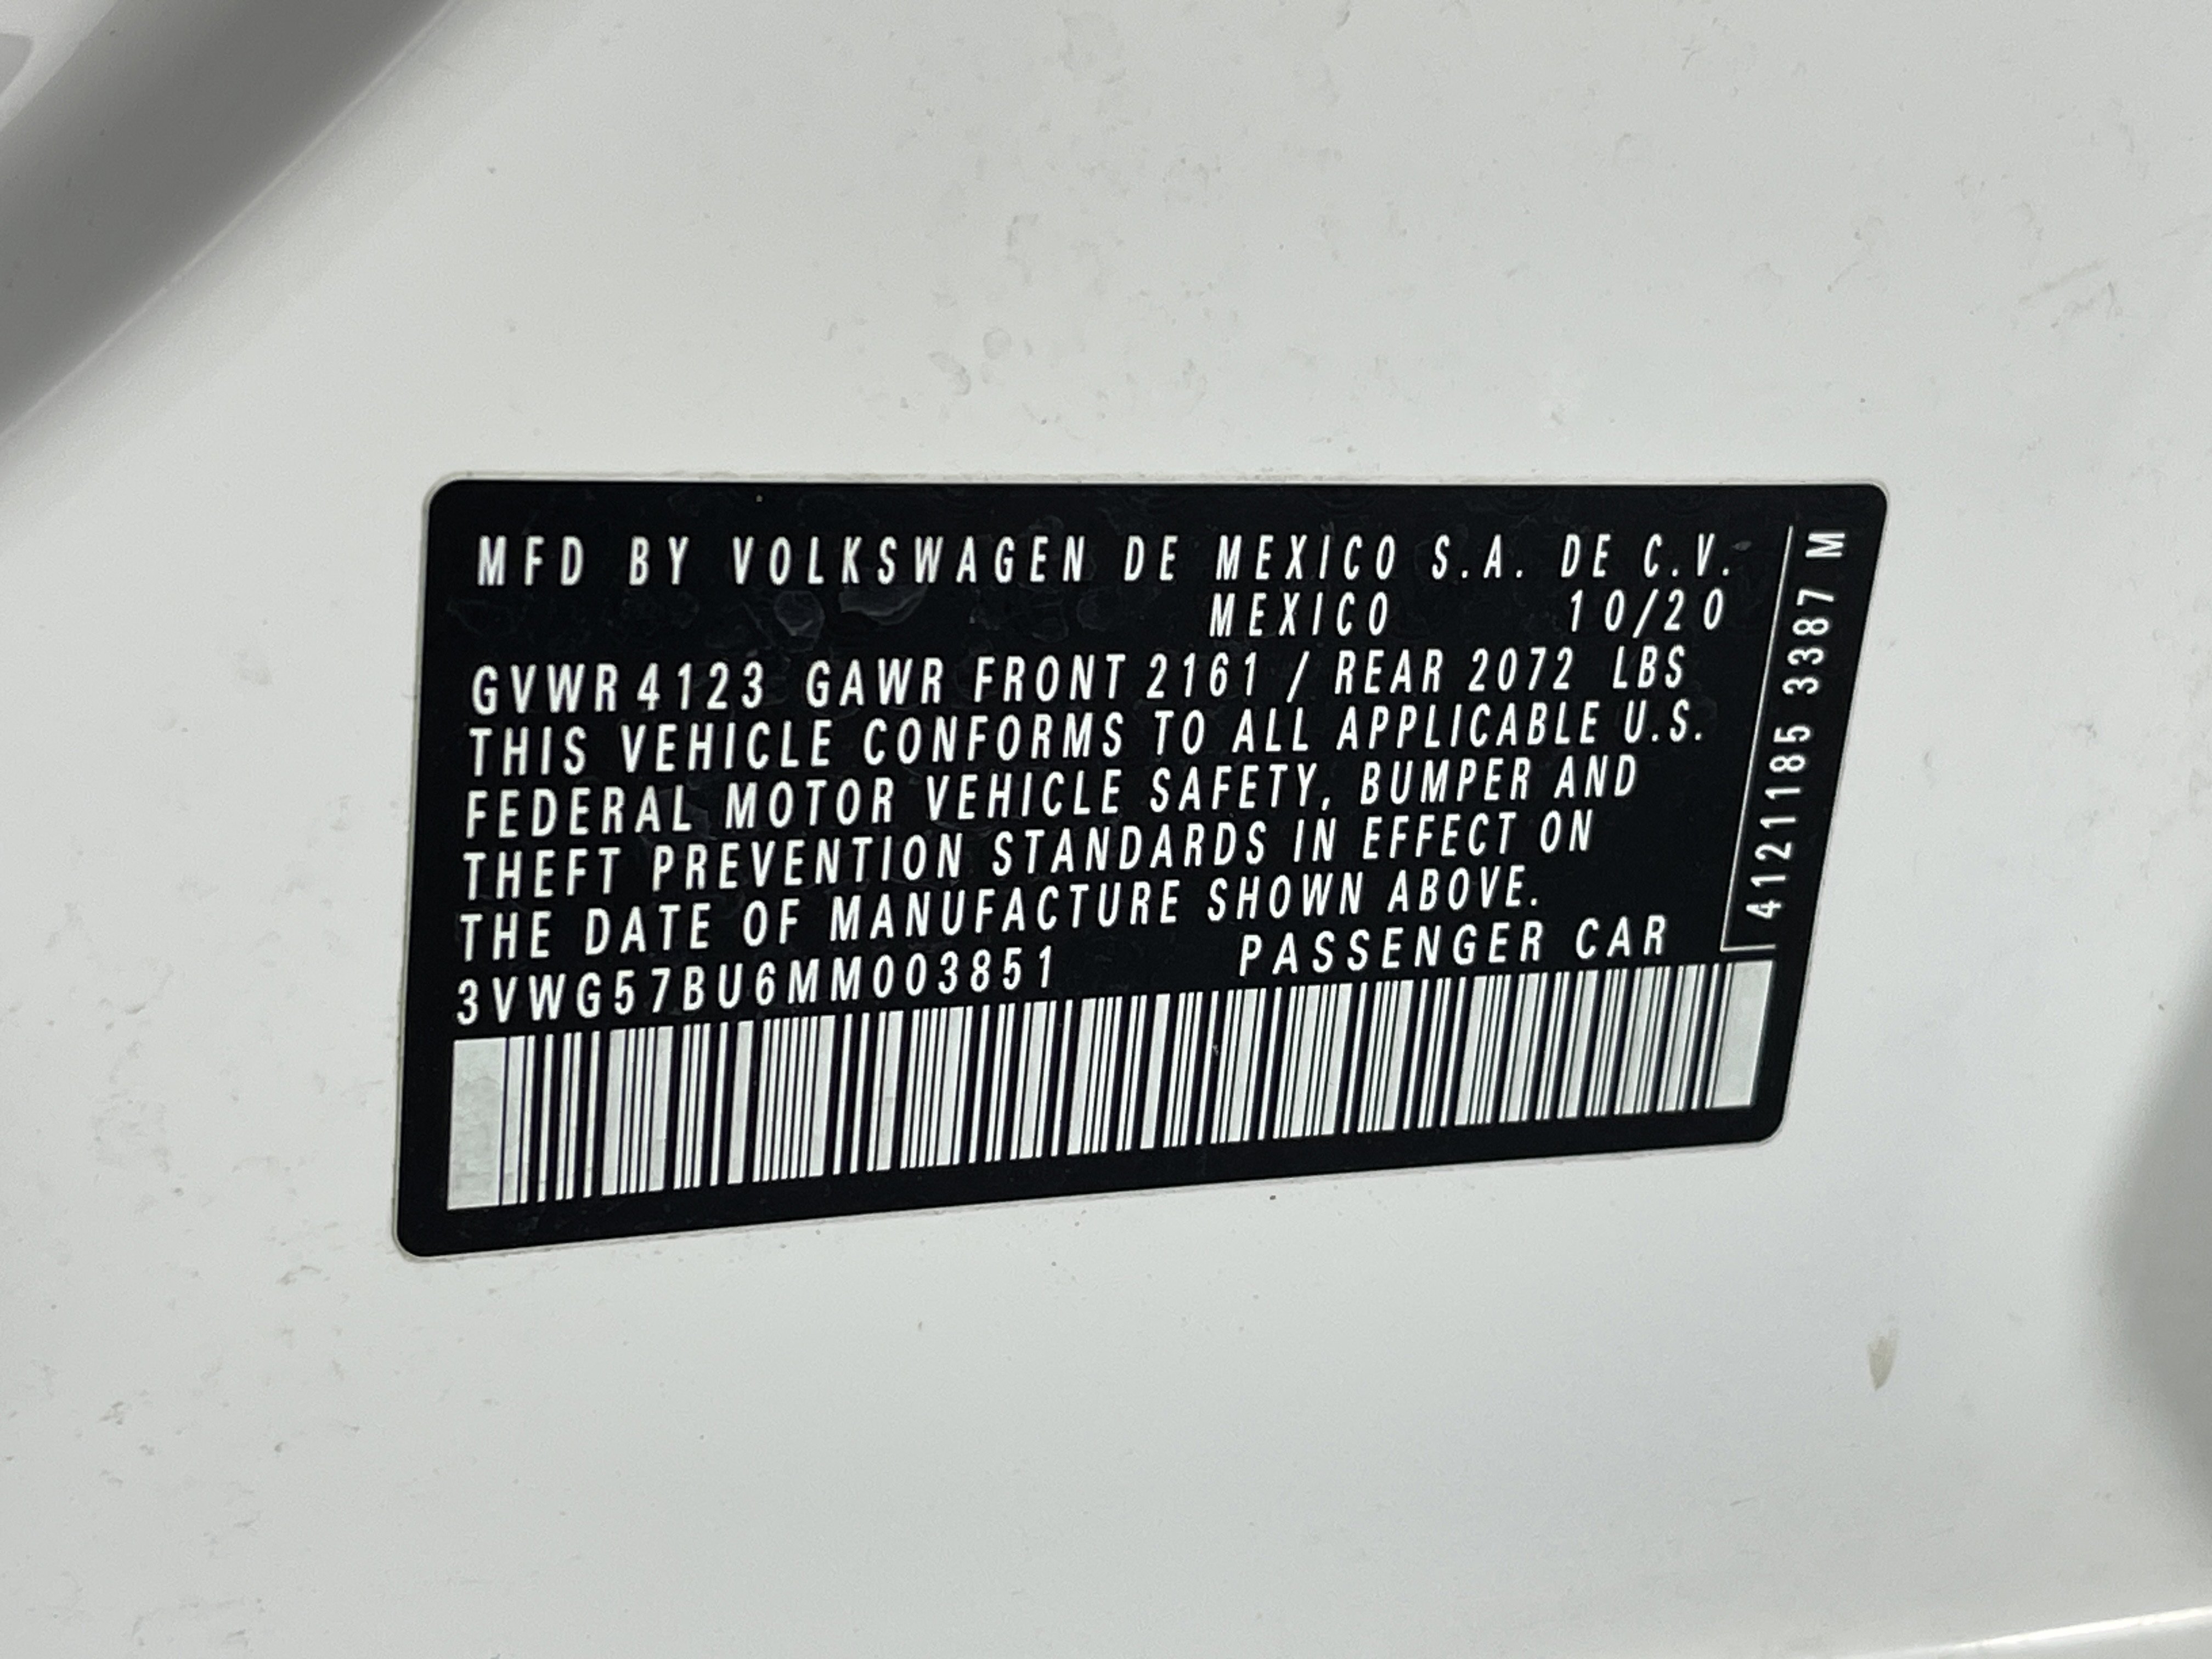 MFD BY VOLKSWAGEN DE MEXICO S.A. DE C.V.
MEXICO 10/20
GVWR 4123 GAWR FRONT 2161 / REAR 2072 LBS
THIS VEHICLE CONFORMS TO ALL APPLICABLE U.S.
FEDERAL MOTOR VEHICLE SAFETY, BUMPER AND
THEFT PREVENTION STANDARDS IN EFFECT ON
THE DATE OF MANUFACTURE SHOWN ABOVE.
3VWG57BU6MM003851 PASSENGER CAR
4121185 3387 M